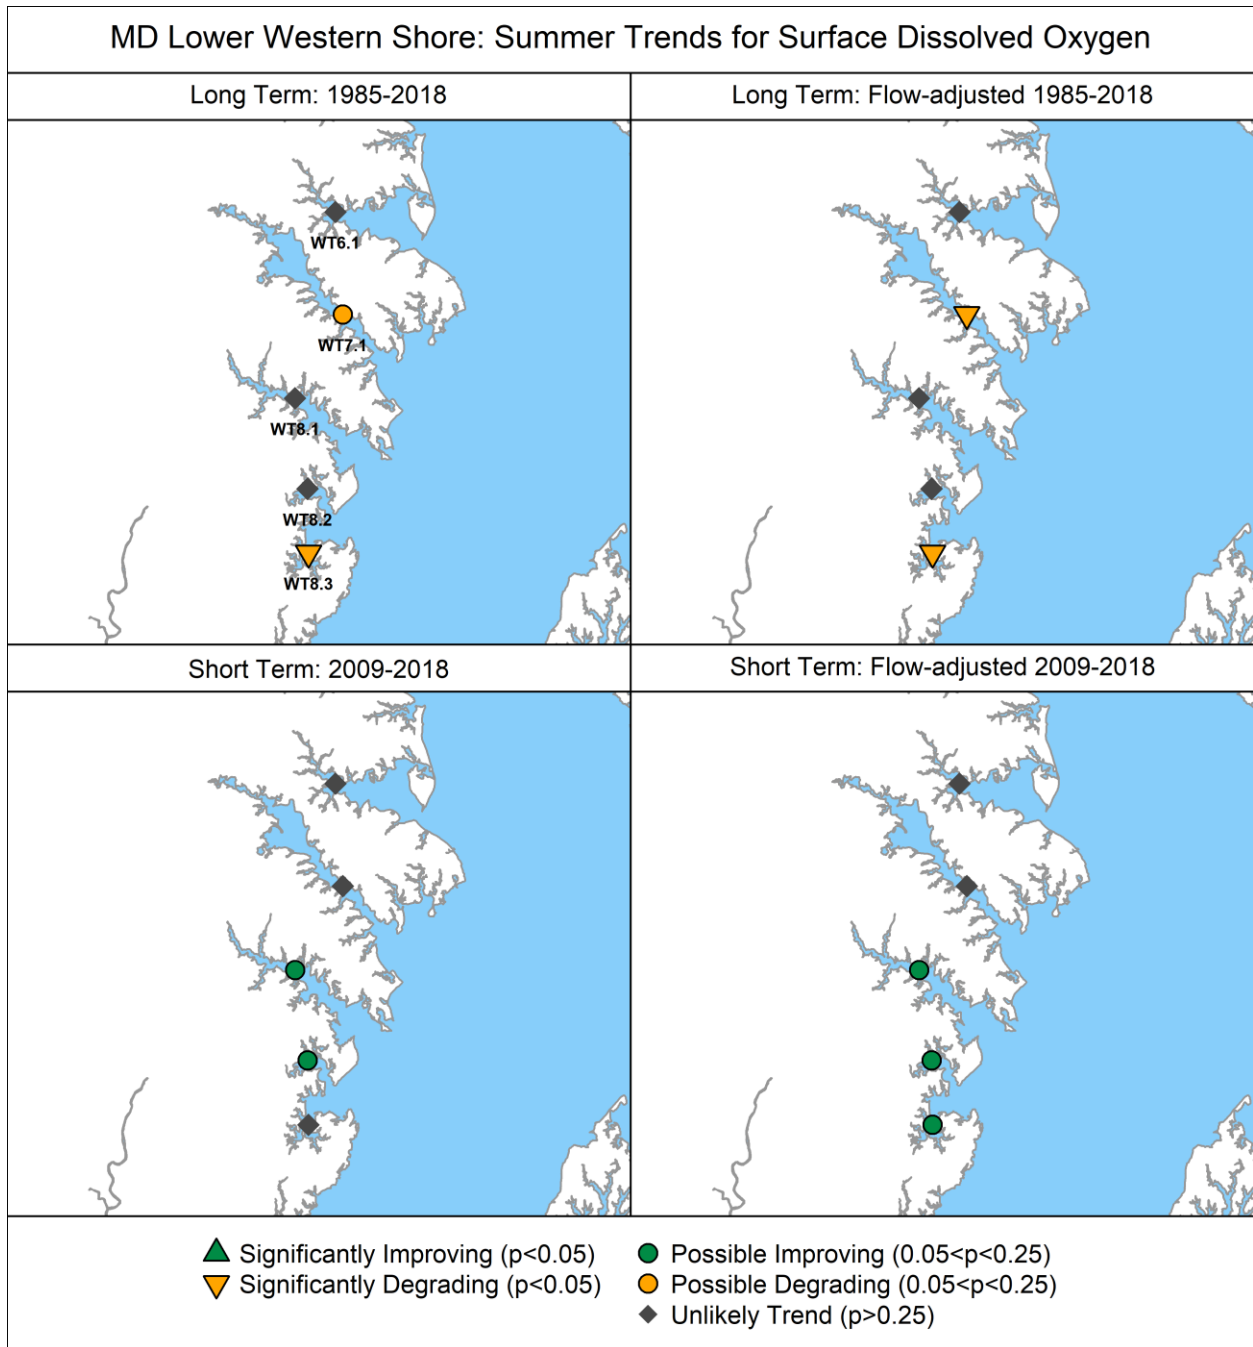 MD Lower Western Shore: Summer Trends for Surface Dissolved Oxygen
Long Term: 1985-2018
Long Term: Flow-adjusted 1985-2018
WT6.1
WT7.1
WT8.1
WT8.2
WT8.3
Short Term: 2009-2018
Short Term: Flow-adjusted 2009-2018
Significantly Improving (p<0.05)
Significantly Degrading (p<0.05)
Possible Improving (0.05<p<0.25)
Possible Degrading (0.05<p<0.25)
Unlikely Trend (p>0.25)